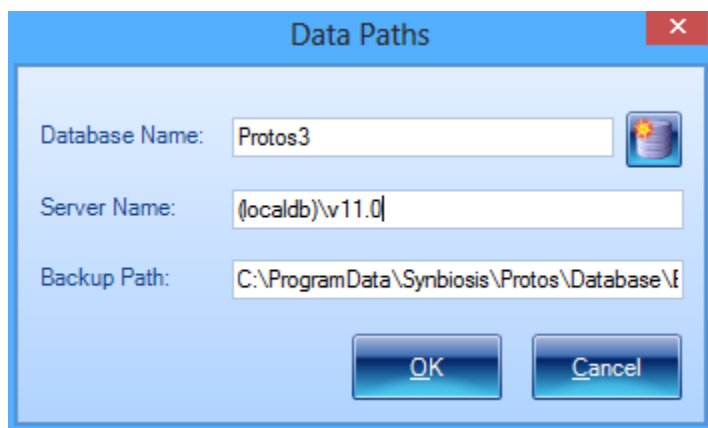 Data Paths
Database Name: Protos3
Server Name: (localdb)\v11.0
Backup Path: C:\ProgramData\Synbiosis\Protos\Database\
OK Cancel